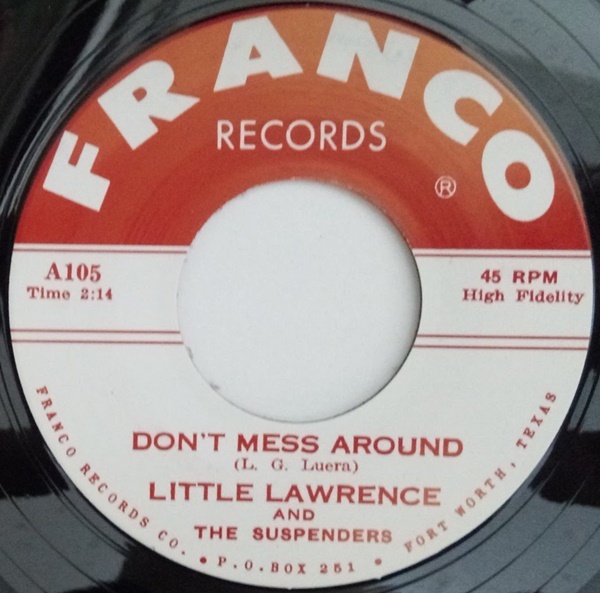 FRANCO
RECORDS
®
A105
Time 2:14
45 RPM
High Fidelity
DON'T MESS AROUND
(L. G. Luera)
LITTLE LAWRENCE
AND
THE SUSPENDERS
FRANCO RECORDS CO. • P.O. BOX 251 • FORT WORTH, TEXAS